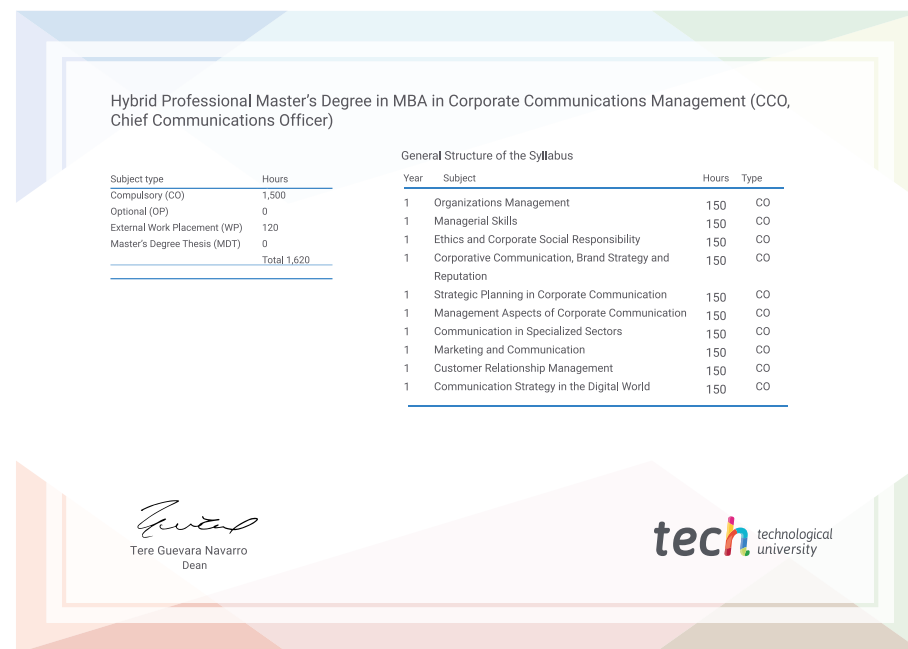 Hybrid Professional Master's Degree in MBA in Corporate Communications Management (CCO,
Chief Communications Officer)
Subject type Hours
Compulsory (CO) 1,500
Optional (OP) 0
External Work Placement (WP) 120
Master's Degree Thesis (MDT) 0
Total 1,620
General Structure of the Syllabus
Year Subject Hours Type
1 Organizations Management 150 CO
1 Managerial Skills 150 CO
1 Ethics and Corporate Social Responsibility 150 CO
1 Corporative Communication, Brand Strategy and 150 CO
Reputation
1 Strategic Planning in Corporate Communication 150 CO
1 Management Aspects of Corporate Communication 150 CO
1 Communication in Specialized Sectors 150 CO
1 Marketing and Communication 150 CO
1 Customer Relationship Management 150 CO
1 Communication Strategy in the Digital World 150 CO
Tere Guevara Navarro
Dean
tech technological
university